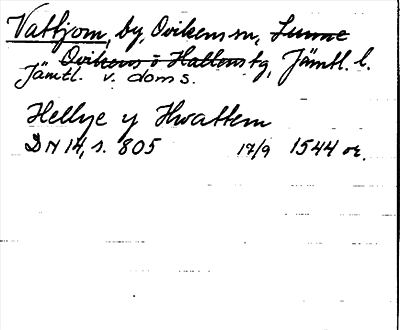 Vattjom, by, Ovikens sn, Sunne
Ovikens o Hallens tg, Jämtl. l.
Jämtl. v. doms.
Hellye y Hwattem
DN 14, s. 805 17/9 1544 or.